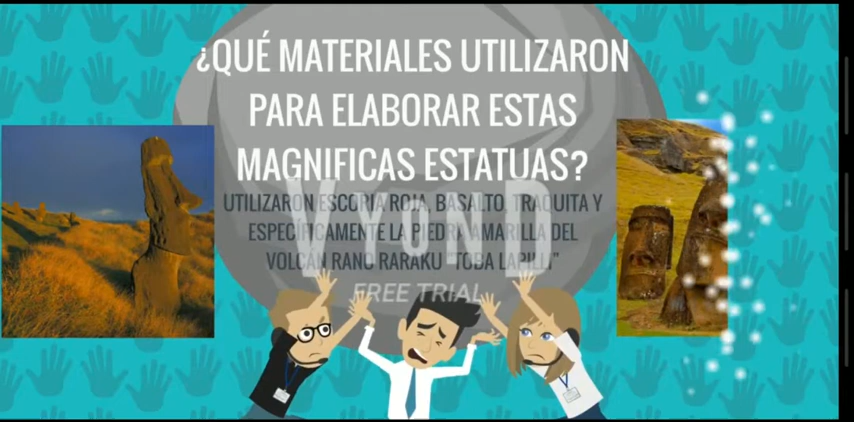 ¿QUÉ MATERIALES UTILIZARON
PARA ELABORAR ESTAS
MAGNIFICAS ESTATUAS?
UTILIZARON ESCORIA ROJA, BASALTO, TRAQUITA Y
ESPECÍFICAMENTE LA PIEDRA AMARILLA DEL
VOLCÁN RANO RARAKU "TOBA LAPILLI"
VYOND
FREE TRIAL